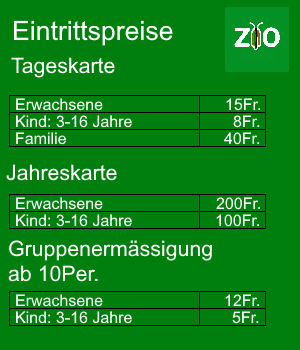 Eintrittspreise
ZOO
Tageskarte
Erwachsene 15Fr.
Kind: 3-16 Jahre 8Fr.
Familie 40Fr.
Jahreskarte
Erwachsene 200Fr.
Kind: 3-16 Jahre 100Fr.
Gruppenermässigung
ab 10Per.
Erwachsene 12Fr.
Kind: 3-16 Jahre 5Fr.